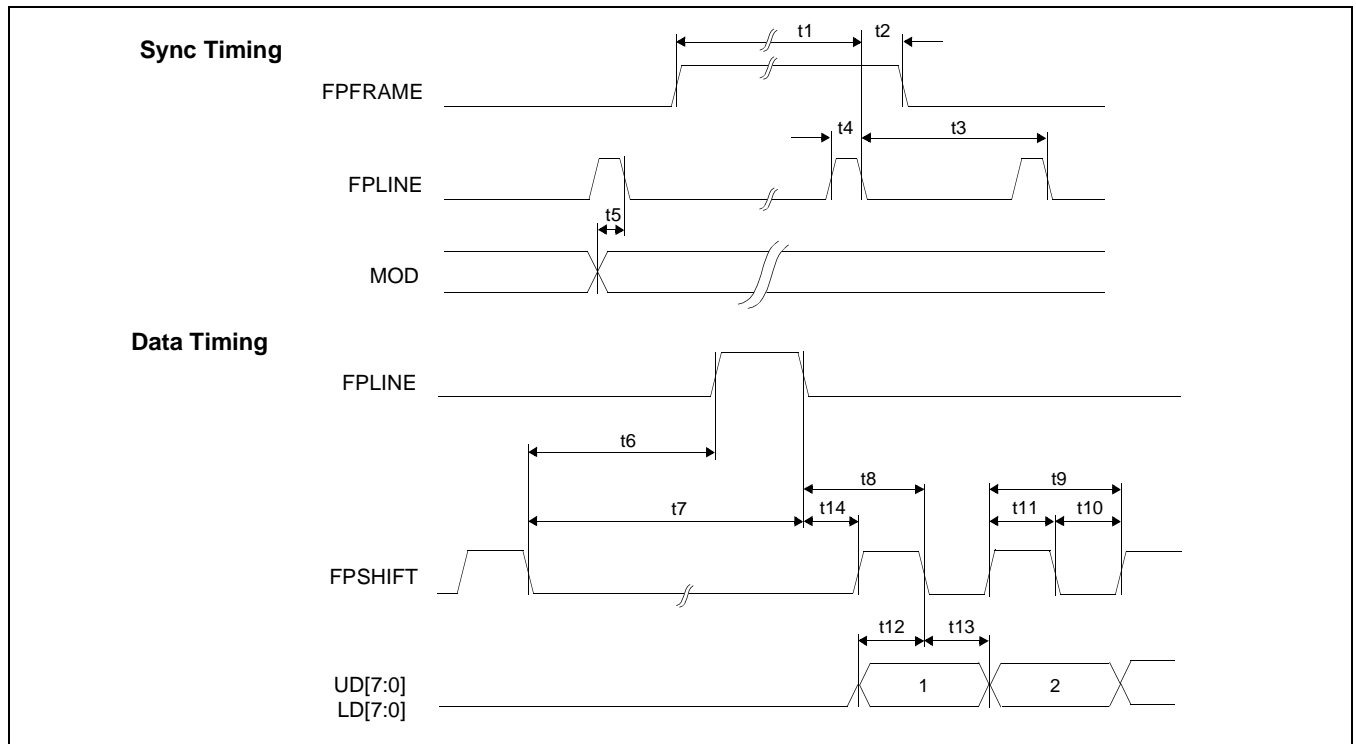 Sync Timing
t1 t2
FPFRAME
t4 t3
FPLINE
t5
MOD
Data Timing
FPLINE
t6
t8 t9
t7 t14 t11 t10
FPSHIFT
t12 t13
UD[7:0] 1 2
LD[7:0]